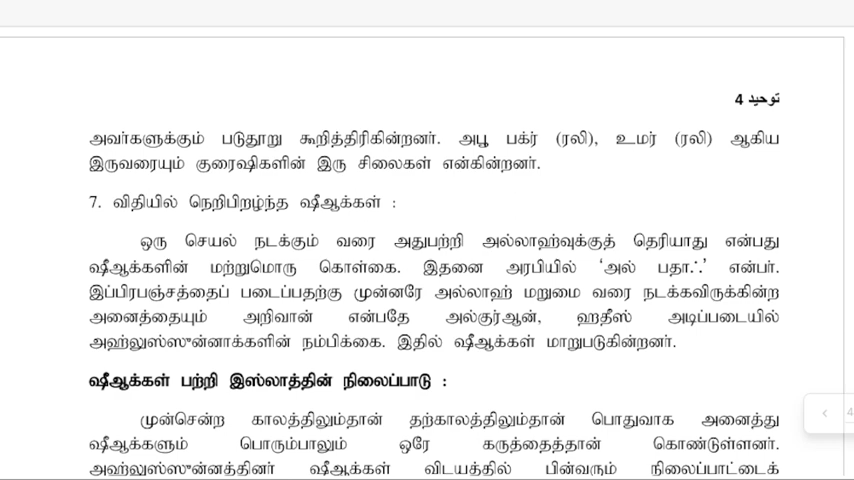 توحيد 4
அவர்களுக்கும் படுதூறு கூறித்திரிகின்றனர். அபூ பக்ர் (ரலி), உமர் (ரலி) ஆகிய
இருவரையும் குரைஷிகளின் இரு சிலைகள் என்கின்றனர்.
7. விதியில் நெறிபிறழ்ந்த ஷீஆக்கள் :
ஒரு செயல் நடக்கும் வரை அதுபற்றி அல்லாஹ்வுக்குத் தெரியாது என்பது
ஷீஆக்களின் மற்றுமொரு கொள்கை. இதனை அரபியில் ‘அல் பதாஃ’ என்பர்.
இப்பிரபஞ்சத்தைப் படைப்பதற்கு முன்னரே அல்லாஹ் மறுமை வரை நடக்கவிருக்கின்ற
அனைத்தையும் அறிவான் என்பதே அல்குர்ஆன், ஹதீஸ் அடிப்படையில்
அஹ்லுஸ்ஸுன்னாக்களின் நம்பிக்கை. இதில் ஷீஆக்கள் மாறுபடுகின்றனர்.
ஷீஆக்கள் பற்றி இஸ்லாத்தின் நிலைப்பாடு :
முன்சென்ற காலத்திலும்தான் தற்காலத்திலும்தான் பொதுவாக அனைத்து
ஷீஆக்களும் பொரும்பாலும் ஒரே கருத்தைத்தான் கொண்டுள்ளனர்.
அஹ்லுஸ்ஸுன்னத்தினர் ஷீஆக்கள் விடயத்தில் பின்வரும் நிலைப்பாட்டைக்
4